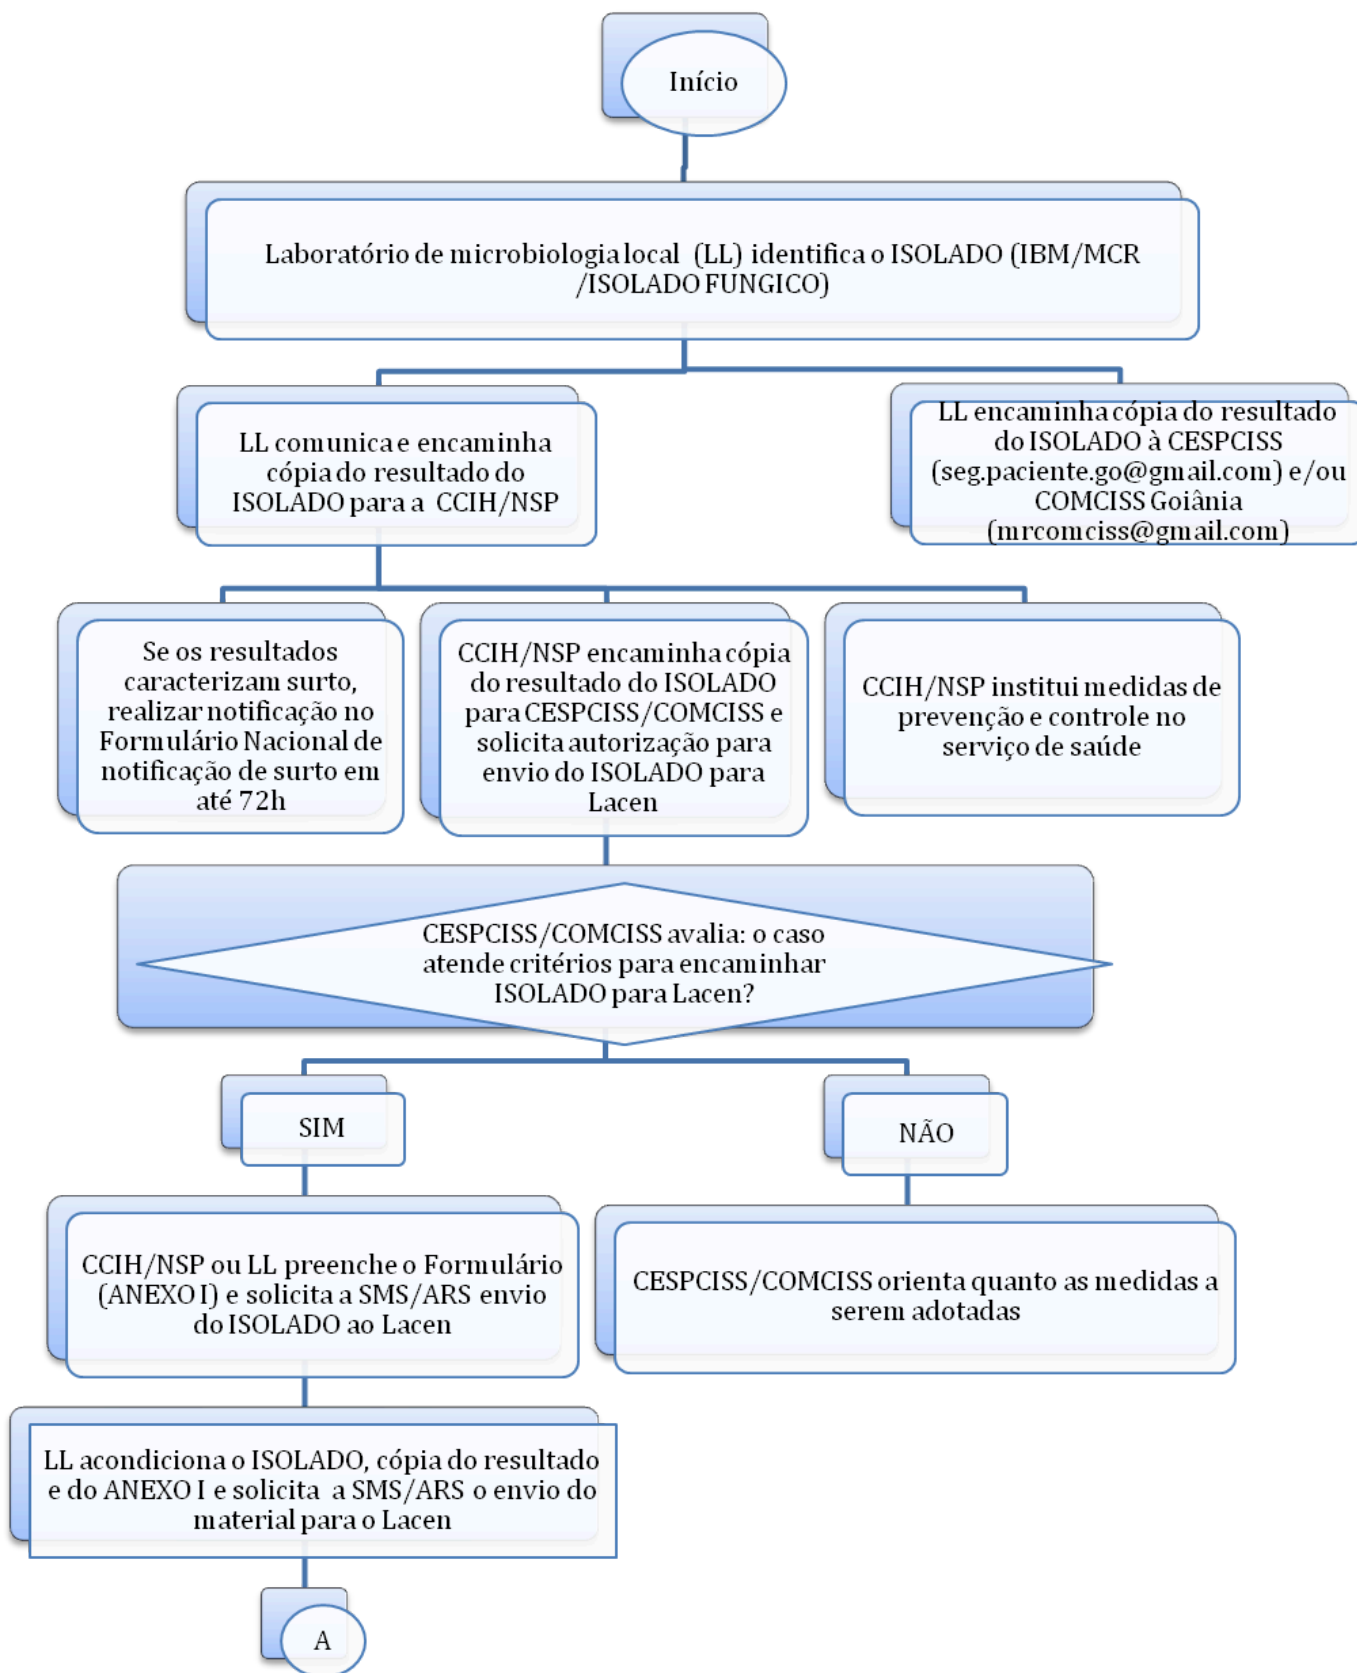 Início
Laboratório de microbiologia local (LL) identifica o ISOLADO (IBM/MCR
/ISOLADO FUNGICO)
LL comunica e encaminha
cópia do resultado do
ISOLADO para a CCIH/NSP
LL encaminha cópia do resultado
do ISOLADO à CESPCISS
(seg.paciente.go@gmail.com) e/ou
COMCISS Goiânia
(mrcomciss@gmail.com)
Se os resultados
caracterizam surto,
realizar notificação no
Formulário Nacional de
notificação de surto em
até 72h
CCIH/NSP encaminha cópia
do resultado do ISOLADO
para CESPCISS/COMCISS e
solicita autorização para
envio do ISOLADO para
Lacen
CCIH/NSP institui medidas de
prevenção e controle no
serviço de saúde
CESPCISS/COMCISS avalia: o caso
atende critérios para encaminhar
ISOLADO para Lacen?
SIM
NÃO
CCIH/NSP ou LL preenche o Formulário
(ANEXO I) e solicita a SMS/ARS envio
do ISOLADO ao Lacen
CESPCISS/COMCISS orienta quanto as medidas a
serem adotadas
LL acondiciona o ISOLADO, cópia do resultado
e do ANEXO I e solicita a SMS/ARS o envio do
material para o Lacen
A